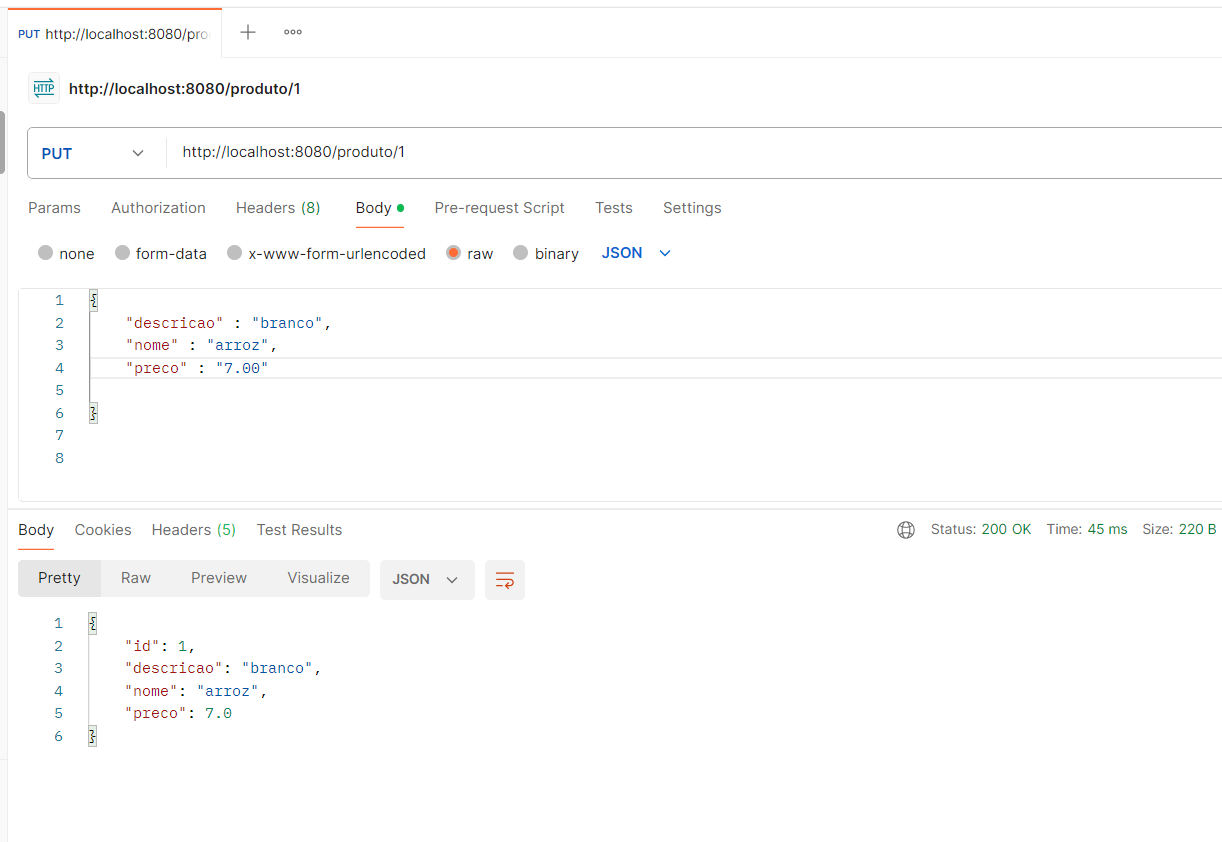 PUT http://localhost:8080/pro
HTTP http://localhost:8080/produto/1
PUT http://localhost:8080/produto/1
Params Authorization Headers (8) Body Pre-request Script Tests Settings
none form-data x-www-form-urlencoded raw binary JSON
1 {
2 "descricao" : "branco",
3 "nome" : "arroz",
4 "preco" : "7.00"
5
6 }
7
8
Body Cookies Headers (5) Test Results Status: 200 OK Time: 45 ms Size: 220 B
Pretty Raw Preview Visualize JSON
1 {
2 "id": 1,
3 "descricao": "branco",
4 "nome": "arroz",
5 "preco": 7.0
6 }